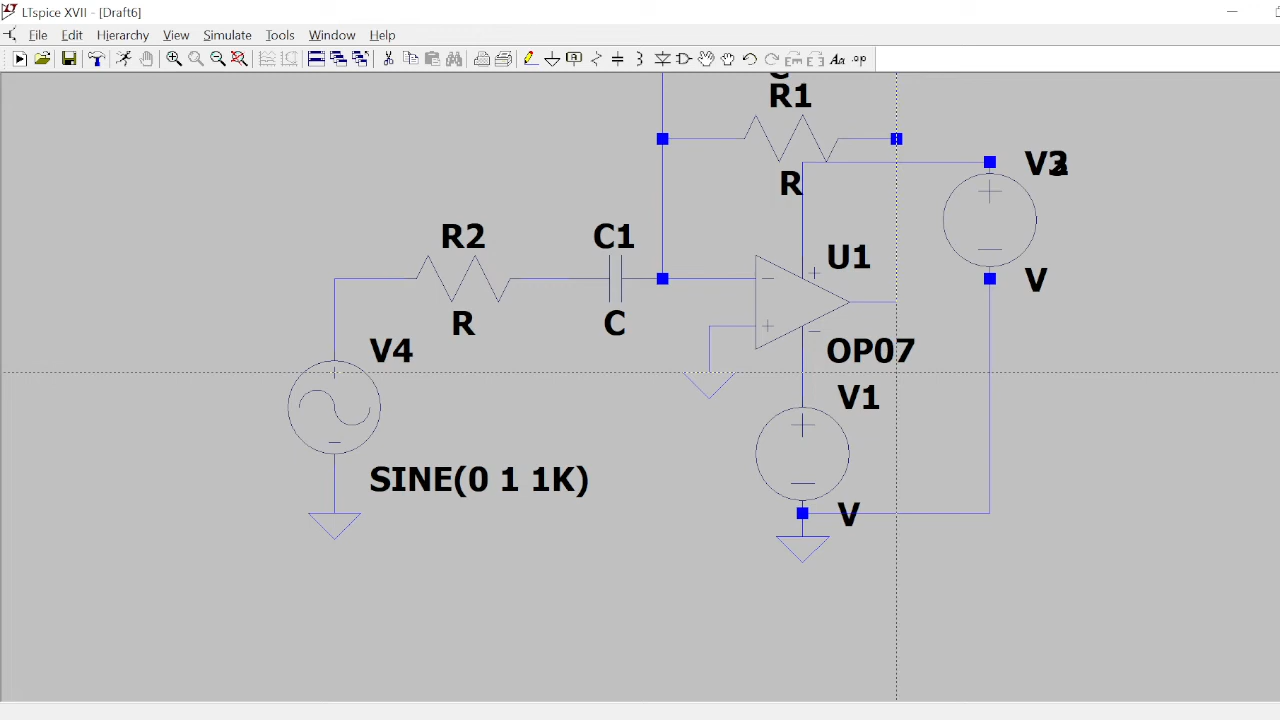 LTspice XVII - [Draft6]
File Edit Hierarchy View Simulate Tools Window Help
R1
R
R2
R
C1
C
U1
OP07
V1
V
V
V4
SINE(0 1 1K)